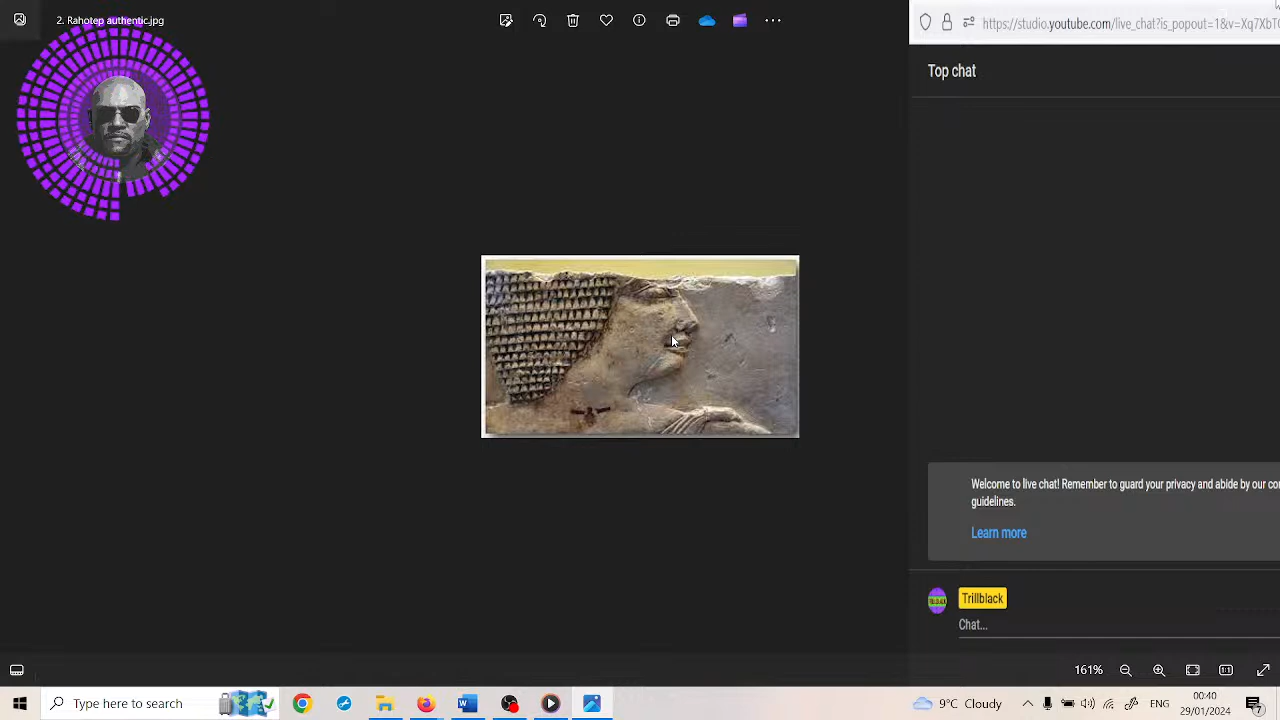 2. Rahotep authentic.jpg
https://studio.youtube.com/live_chat?is_popout=1&v=Xq7XbT
Top chat
Welcome to live chat! Remember to guard your privacy and abide by our co
guidelines.
Learn more
Trillblack
Chat...
161%
Type here to search
9°C Cloudy
00:40
29/01/2024